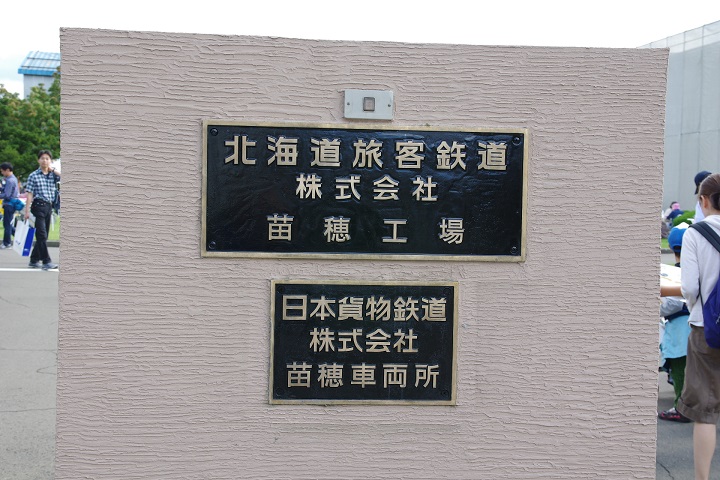 北海道旅客鉄道
株式会社
苗穂工場
日本貨物鉄道
株式会社
苗穂車両所